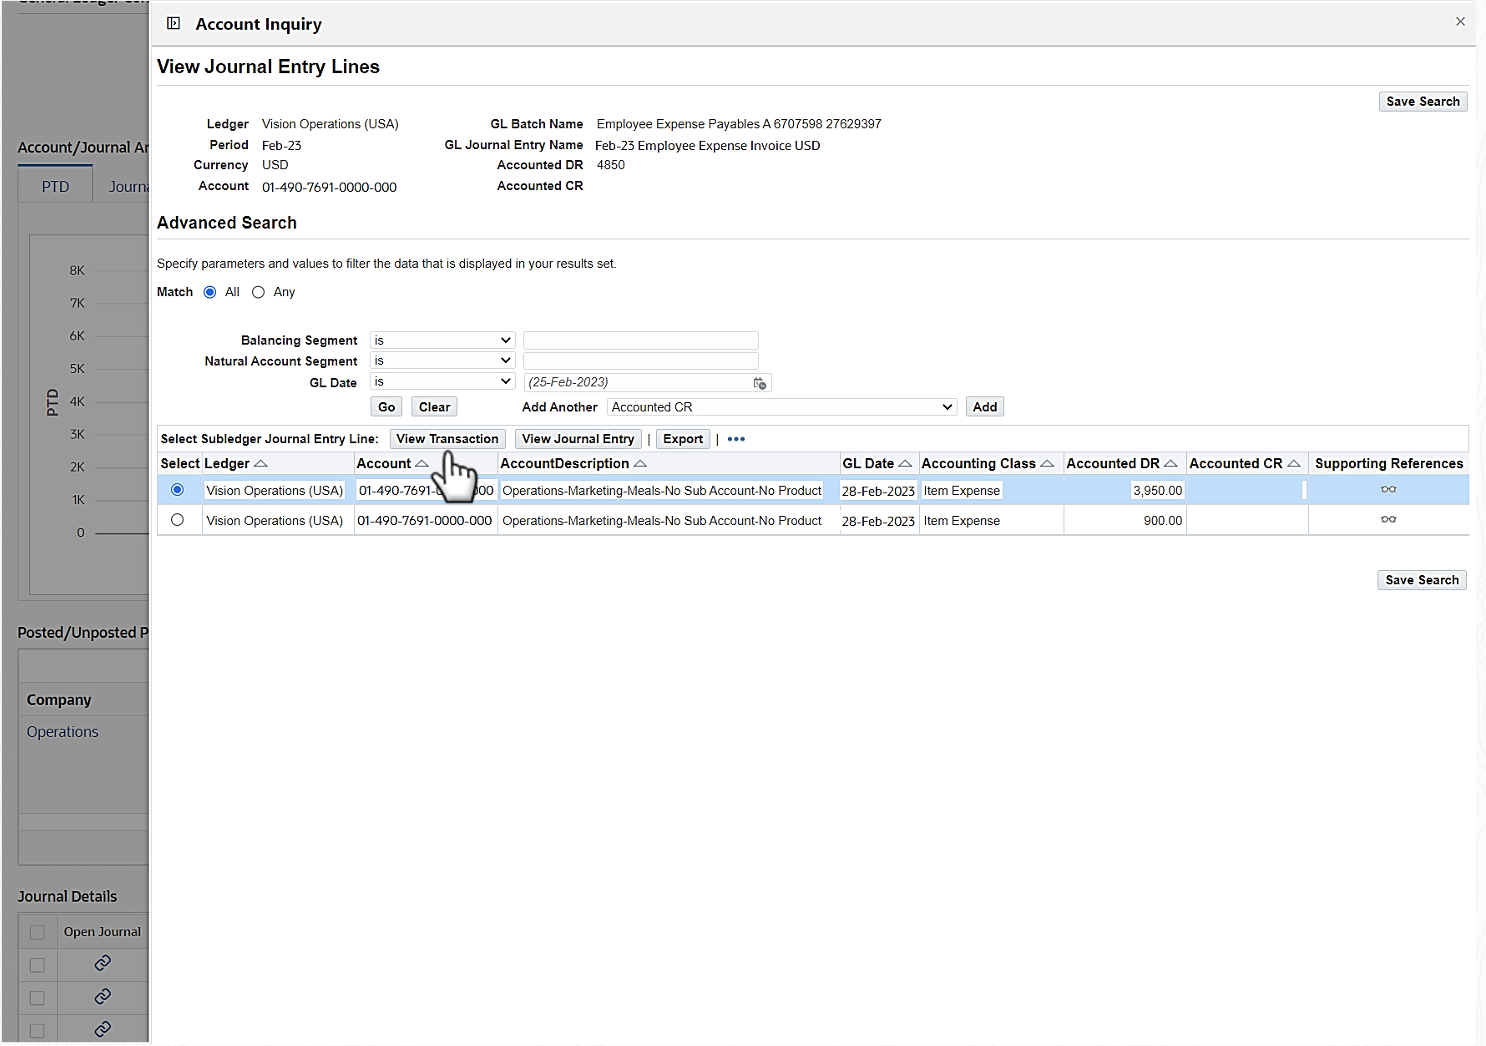 Account Inquiry
View Journal Entry Lines
Save Search
Ledger Vision Operations (USA) GL Batch Name Employee Expense Payables A 6707598 27629397
Period Feb-23 GL Journal Entry Name Feb-23 Employee Expense Invoice USD
Currency USD Accounted DR 4850
Account 01-490-7691-0000-000 Accounted CR
Advanced Search
Specify parameters and values to filter the data that is displayed in your results set.
Match All Any
Balancing Segment is
Natural Account Segment is
GL Date is (25-Feb-2023)
Go Clear Add Another Accounted CR Add
Select Subledger Journal Entry Line: View Transaction View Journal Entry | Export | •••
Select Ledger Account AccountDescription GL Date Accounting Class Accounted DR Accounted CR Supporting References
Vision Operations (USA) 01-490-7691-0 000 Operations-Marketing-Meals-No Sub Account-No Product 28-Feb-2023 Item Expense 3,950.00
Vision Operations (USA) 01-490-7691-0000-000 Operations-Marketing-Meals-No Sub Account-No Product 28-Feb-2023 Item Expense 900.00
Save Search
Account/Journal
PTD
PTD
8K
7K
6K
5K
4K
3K
2K
1K
0
Posted/Unposted
Company
Operations
Journal Details
Open Journal